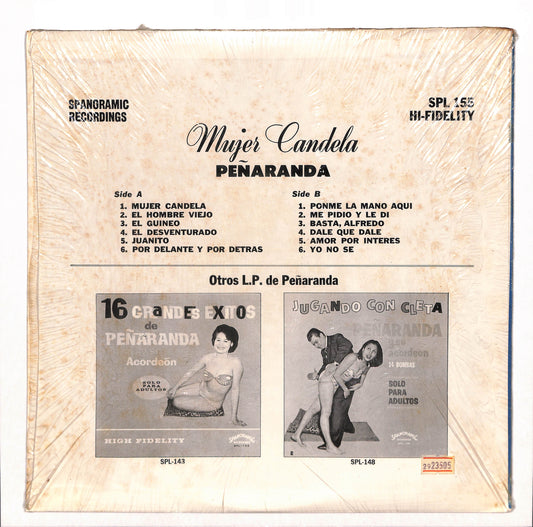 SPANORAMIC
RECORDINGS
SPL 155
HI-FIDELITY
Mujer Candela
PEÑARANDA
Side A
1. MUJER CANDELA
2. EL HOMBRE VIEJO
3. EL GUINEO
4. EL DESVENTURADO
5. JUANITO
6. POR DELANTE Y POR DETRAS
Side B
1. PONME LA MANO AQUI
2. ME PIDIO Y LE DI
3. BASTA, ALFREDO
4. DALE QUE DALE
5. AMOR POR INTERES
6. YO NO SE
Otros L.P. de Peñaranda
16 GRANDES EXITOS
de
PEÑARANDA
Acordeón
SOLO
PARA
ADULTOS
HIGH FIDELITY
SPL-143
JUGANDO CON CLETA
PEÑARANDA
acordeon
24 BOMBAS
SOLO
PARA
ADULTOS
SPL-148
2923505